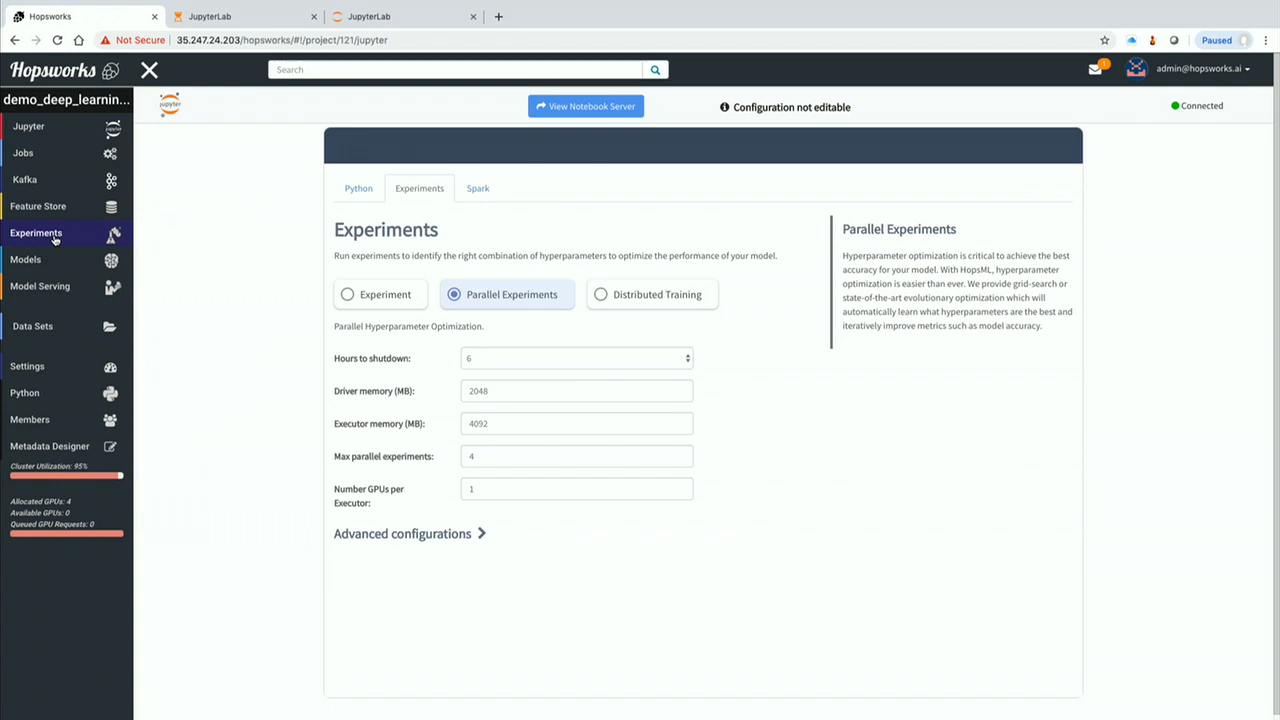 Hopsworks
JupyterLab
JupyterLab
Not Secure
35.247.24.203/hopsworks/#!/project/121/jupyter
Paused
Hopsworks
Search
1
admin@hopsworks.ai
demo_deep_learnin...
jupyter
View Notebook Server
Configuration not editable
Connected
Jupyter
Jobs
Kafka
Feature Store
Experiments
Models
Model Serving
Data Sets
Settings
Python
Members
Metadata Designer
Cluster Utilization: 95%
Allocated GPUs: 4
Available GPUs: 0
Queued GPU Requests: 0
Python
Experiments
Spark
Experiments
Run experiments to identify the right combination of hyperparameters to optimize the performance of your model.
Experiment
Parallel Experiments
Distributed Training
Parallel Hyperparameter Optimization.
Hours to shutdown:
6
Driver memory (MB):
2048
Executor memory (MB):
4092
Max parallel experiments:
4
Number GPUs per
Executor:
1
Advanced configurations
Parallel Experiments
Hyperparameter optimization is critical to achieve the best
accuracy for your model. With HopsML, hyperparameter
optimization is easier than ever. We provide grid-search or
state-of-the-art evolutionary optimization which will
automatically learn what hyperparameters are the best and
iteratively improve metrics such as model accuracy.